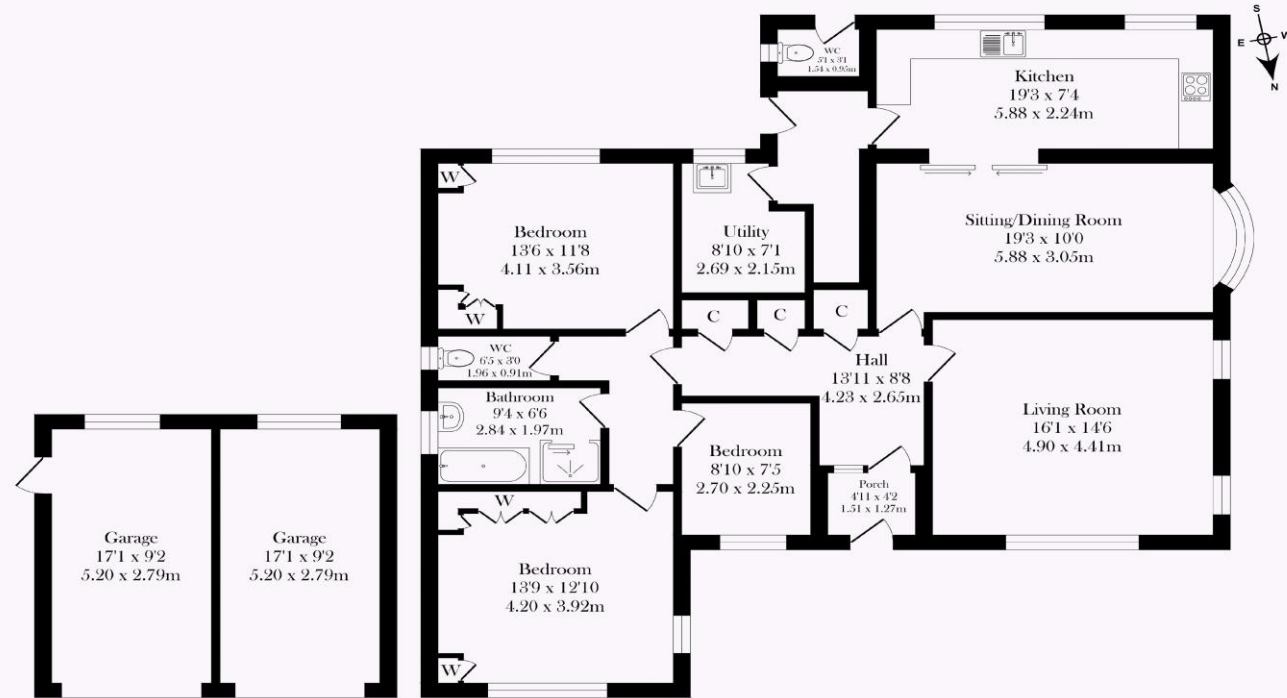 S
E W
N
WC
5'1 x 3'1
1.54 x 0.95m
Kitchen
19'3 x 7'4
5.88 x 2.24m
W
Bedroom
13'6 x 11'8
4.11 x 3.56m
W
Utility
8'10 x 7'1
2.69 x 2.15m
Sitting/Dining Room
19'3 x 10'0
5.88 x 3.05m
C
C
C
WC
6'5 x 3'0
1.96 x 0.91m
Hall
13'11 x 8'8
4.23 x 2.65m
Bathroom
9'4 x 6'6
2.84 x 1.97m
Living Room
16'1 x 14'6
4.90 x 4.41m
Bedroom
8'10 x 7'5
2.70 x 2.25m
Porch
4'11 x 4'2
1.51 x 1.27m
W
Bedroom
13'9 x 12'10
4.20 x 3.92m
W
Garage
17'1 x 9'2
5.20 x 2.79m
Garage
17'1 x 9'2
5.20 x 2.79m